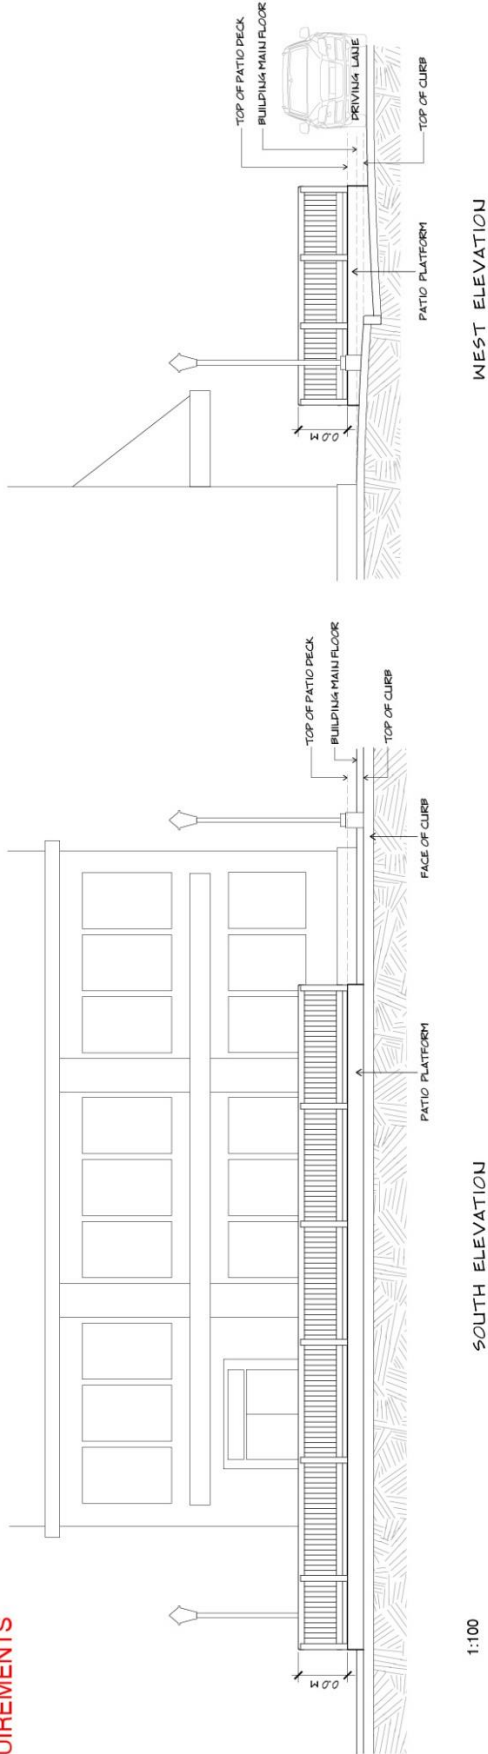 UIREMENTS
0.0 M
TOP OF PATIO DECK
BUILDING MAIN FLOOR
TOP OF CURB
FACE OF CURB
PATIO PLATFORM
SOUTH ELEVATION
1:100
0.0 M
TOP OF PATIO DECK
BUILDING MAIN FLOOR
DRIVING LANE
TOP OF CURB
PATIO PLATFORM
WEST ELEVATION